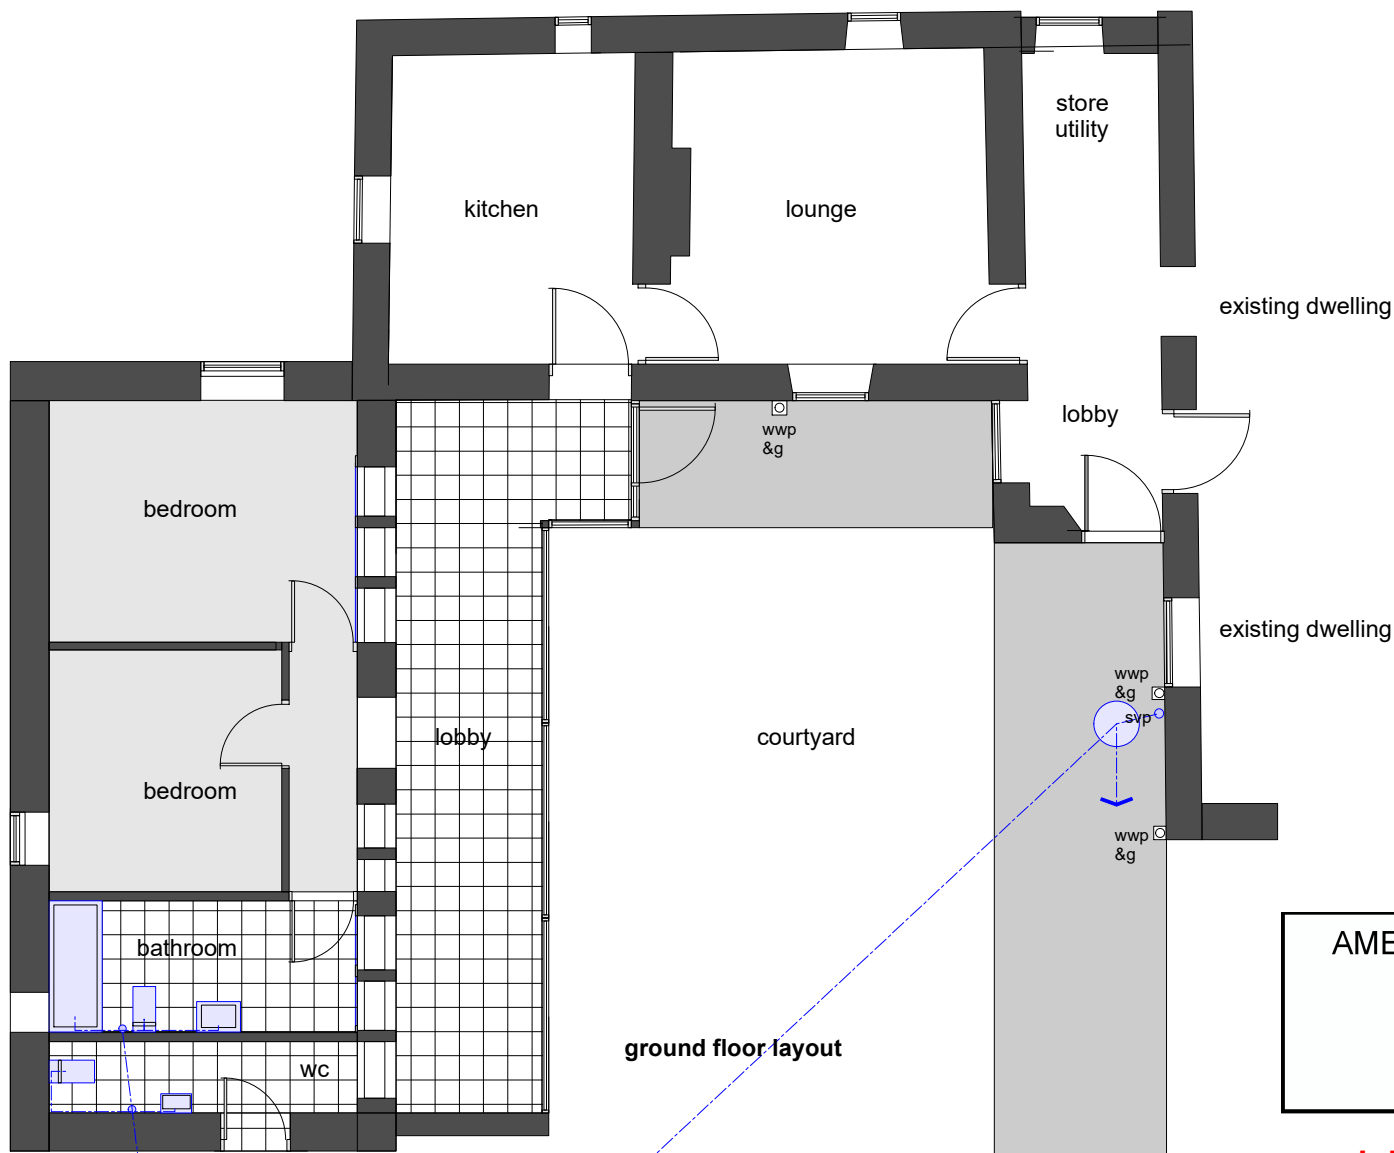 store
utility
kitchen
lounge
existing dwelling
lobby
wwp
&g
bedroom
existing dwelling
wwp
&g
svp
lobby
courtyard
bedroom
wwp
&g
bathroom
AME
ground floor layout
wc